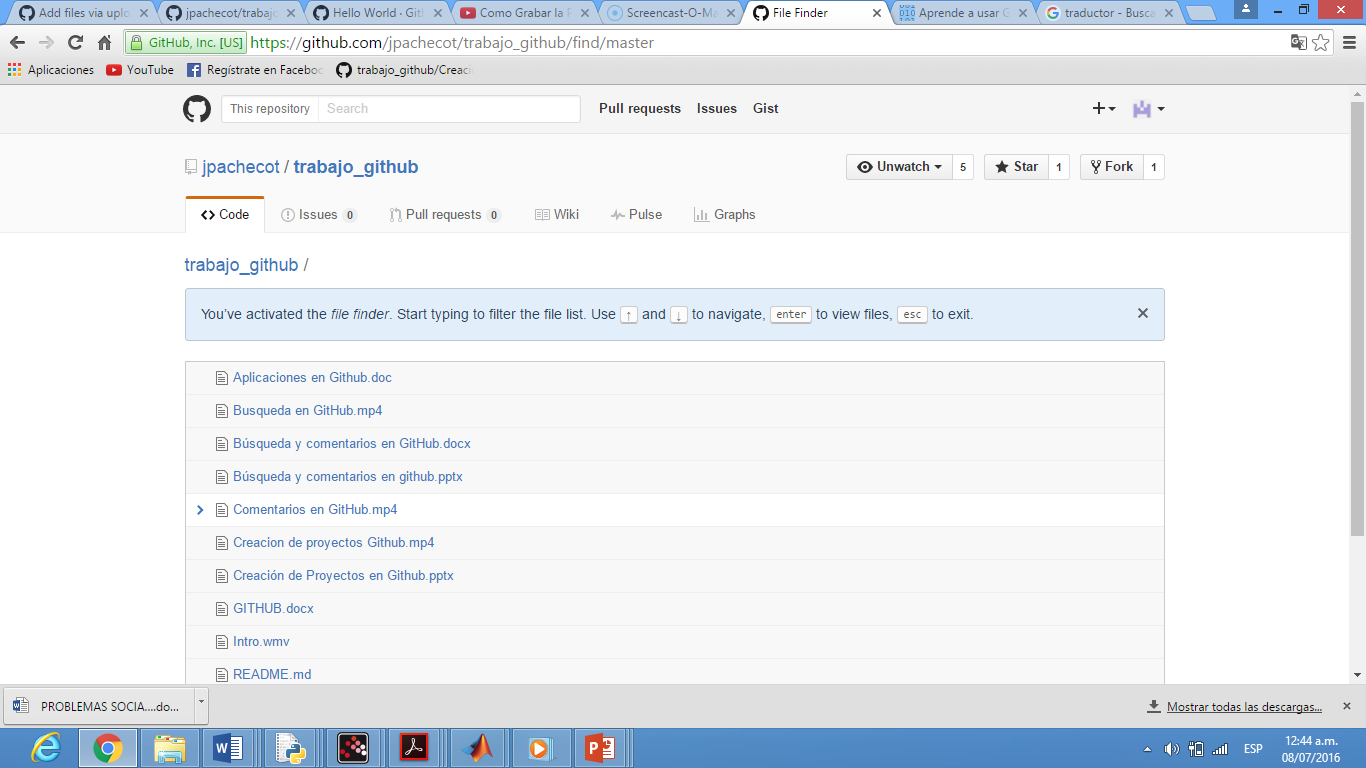 Add files via uplo
jpachecot/trabajo
Hello World · Gitl
Como Grabar la P
Screencast-O-Ma
File Finder
Aprende a usar G
traductor - Busca
GitHub, Inc. [US] https://github.com/jpachecot/trabajo_github/find/master
Aplicaciones YouTube Regístrate en Faceboo trabajo_github/Creaci
This repository Search Pull requests Issues Gist
jpachecot / trabajo_github
Unwatch 5 Star 1 Fork 1
Code Issues 0 Pull requests 0 Wiki Pulse Graphs
trabajo_github /
You've activated the file finder. Start typing to filter the file list. Use ↑ and ↓ to navigate, enter to view files, esc to exit.
Aplicaciones en Github.doc
Busqueda en GitHub.mp4
Búsqueda y comentarios en GitHub.docx
Búsqueda y comentarios en github.pptx
Comentarios en GitHub.mp4
Creacion de proyectos Github.mp4
Creación de Proyectos en Github.pptx
GITHUB.docx
Intro.wmv
README.md
PROBLEMAS SOCIA....do...
Mostrar todas las descargas...
ESP
12:44 a.m.
08/07/2016